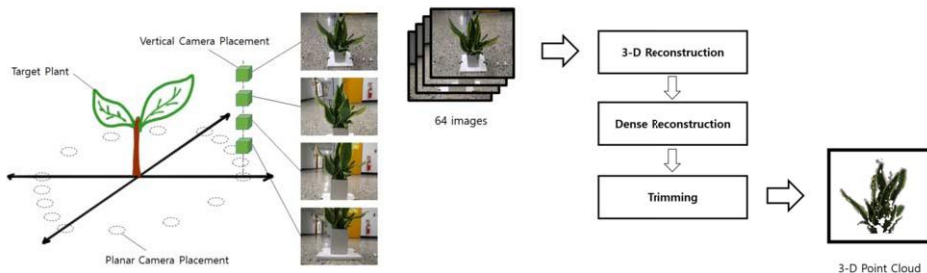 Vertical Camera Placement
Target Plant
Planar Camera Placement
64 images
3-D Reconstruction
Dense Reconstruction
Trimming
3-D Point Cloud